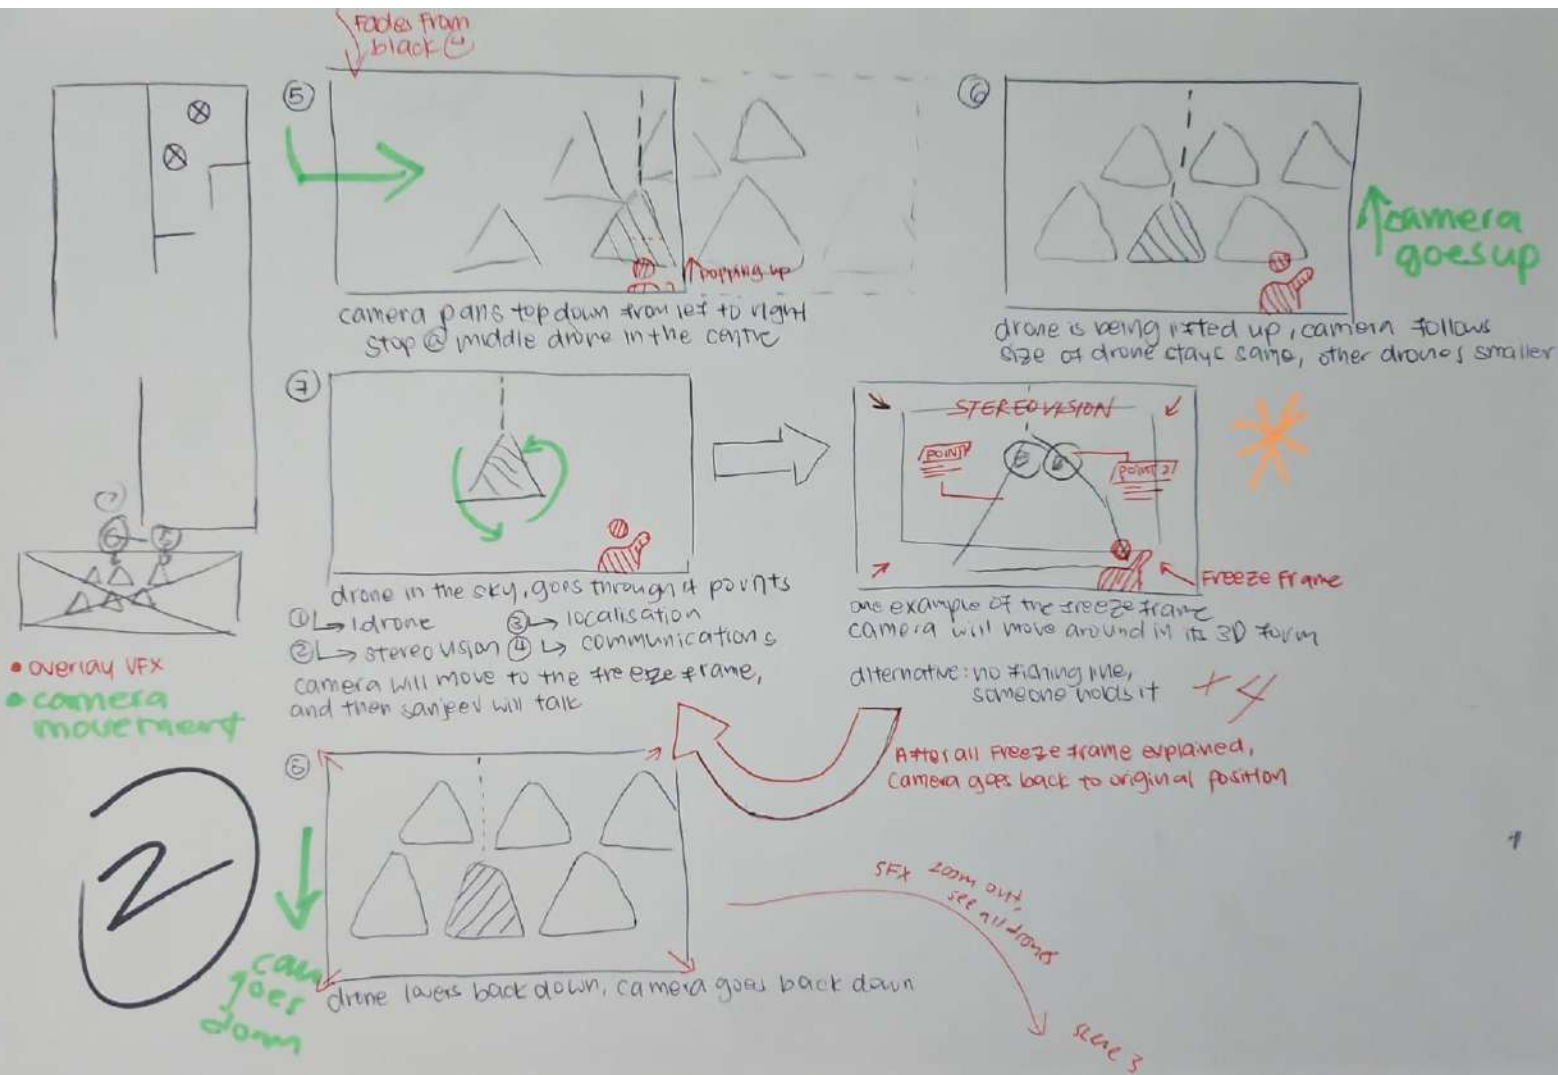 Fades from
black
5
popping up
camera pans top down from left to right
stop @ middle drone in the centre
6
camera
goes up
drone is being lifted up, camera follows
size of drone stays same, other drones smaller
7
drone in the sky, goes through 4 points
① ↳ 1 drone ③ ↳ localisation
② ↳ stereovision ④ ↳ communications
camera will move to the freeze frame,
and then sanjeev will talk
STEREOVISION
POINT
POINT 2
Freeze Frame
one example of the freeze frame
camera will move around in its 3D form
alternative: no fishing line,
someone holds it
+4
After all Freeze frame explained,
Camera goes back to original position
6
5
• overlay VFX
• camera
movement
2
cam
goes
down
drone lowers back down, camera goes back down
SFX zoom out,
see all drones
scene 3